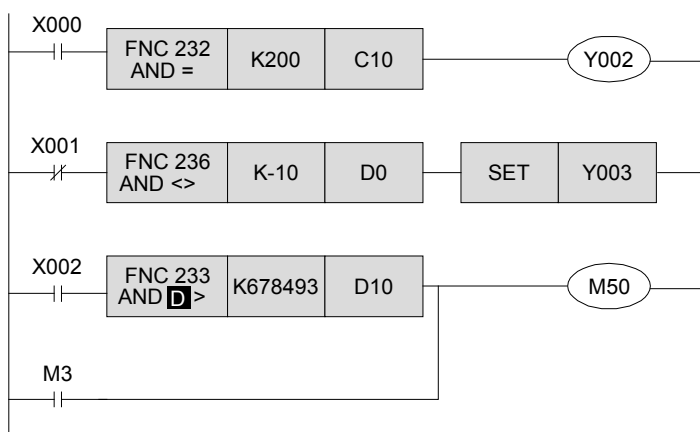 X000
FNC 232 K200 C10 Y002
AND =
X001
FNC 236 K-10 D0 SET Y003
AND <>
X002
FNC 233 K678493 D10 M50
AND D >
M3